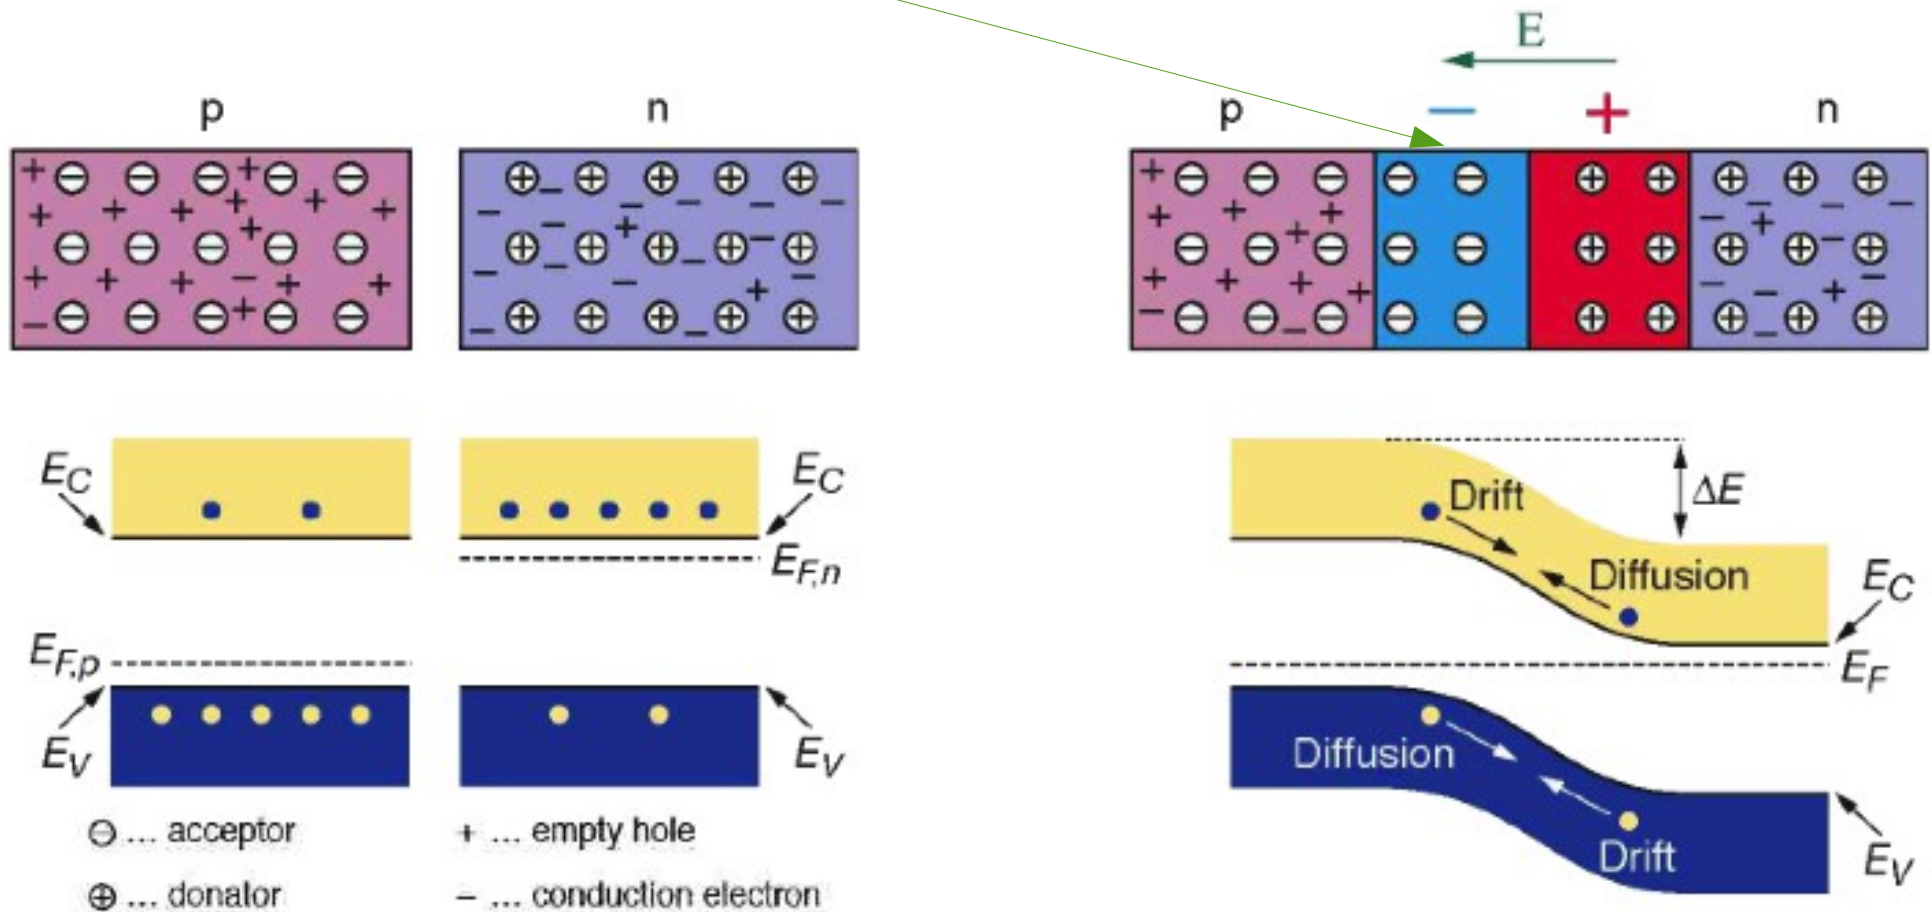 E
p
n
p
−
+
n
E_C
E_C
E_F,n
E_F,p
E_V
E_V
Drift
ΔE
Diffusion
E_C
E_F
Diffusion
Drift
E_V
⊖ ... acceptor
+ ... empty hole
⊕ ... donator
− ... conduction electron